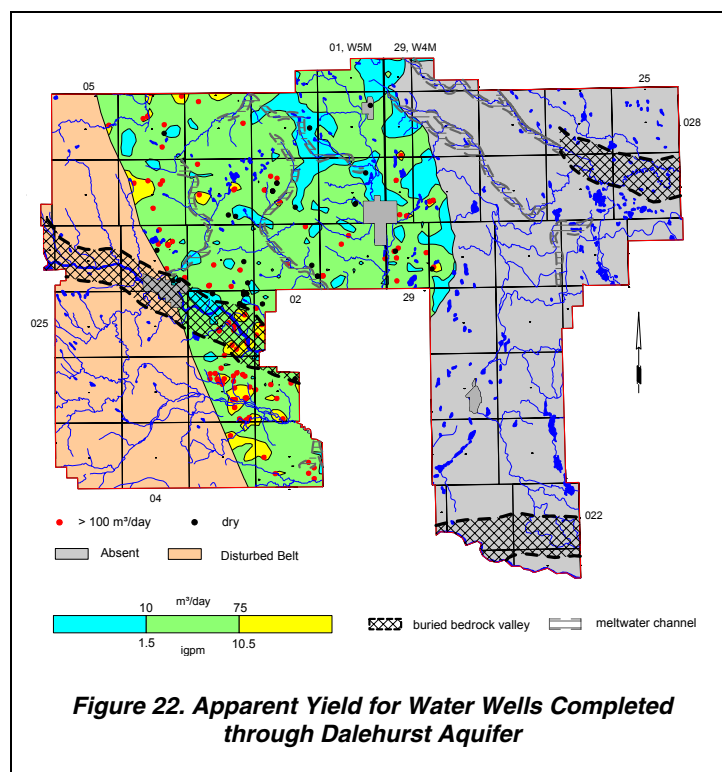 01, W5M 29, W4M
05
25
028
02
29
025
04
022
> 100 m³/day dry
Absent Disturbed Belt
m³/day
10 75
1.5 10.5
igpm
buried bedrock valley meltwater channel
Figure 22. Apparent Yield for Water Wells Completed
through Dalehurst Aquifer